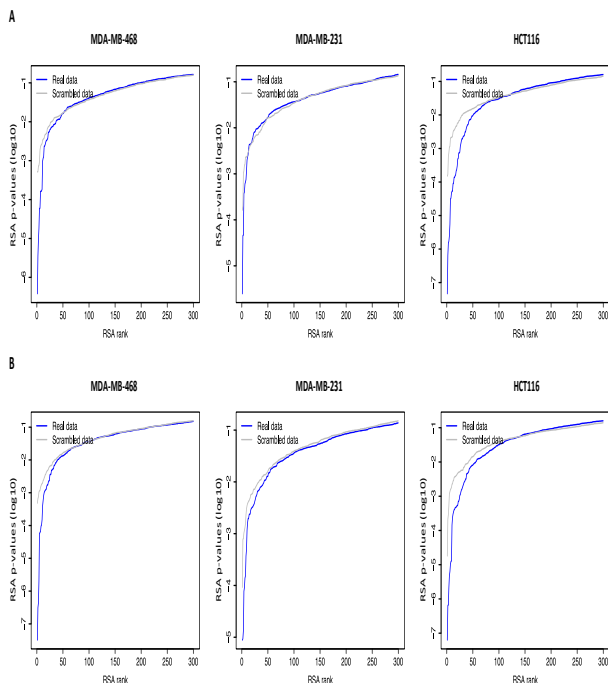 A
MDA-MB-468 MDA-MB-231 HCT116
Real data
Scrambled data
RSA p-values (log10)
−1
−2
−3
−4
−5
−6
0 50 100 150 200 250 300
RSA rank
Real data
Scrambled data
RSA p-values (log10)
−1
−2
−3
−4
−5
0 50 100 150 200 250 300
RSA rank
Real data
Scrambled data
RSA p-values (log10)
−1
−2
−3
−4
−5
−6
−7
0 50 100 150 200 250 300
RSA rank
B
MDA-MB-468 MDA-MB-231 HCT116
Real data
Scrambled data
RSA p-values (log10)
−1
−2
−3
−4
−5
−6
−7
0 50 100 150 200 250 300
RSA rank
Real data
Scrambled data
RSA p-values (log10)
−1
−2
−3
−4
−5
0 50 100 150 200 250 300
RSA rank
Real data
Scrambled data
RSA p-values (log10)
−1
−2
−3
−4
−5
−6
−7
0 50 100 150 200 250 300
RSA rank